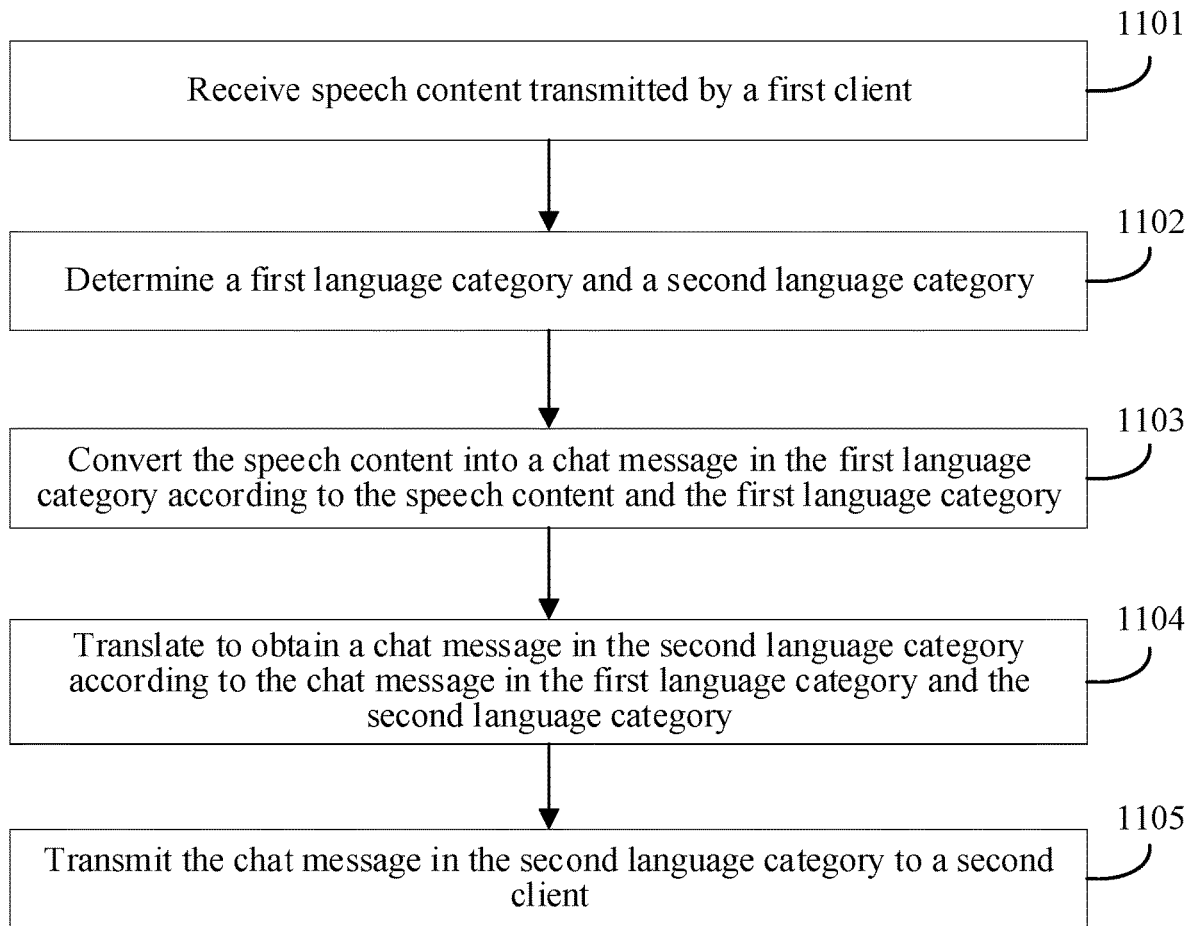 1101
Receive speech content transmitted by a first client
1102
Determine a first language category and a second language category
1103
Convert the speech content into a chat message in the first language
category according to the speech content and the first language category
1104
Translate to obtain a chat message in the second language category
according to the chat message in the first language category and the
second language category
1105
Transmit the chat message in the second language category to a second
client